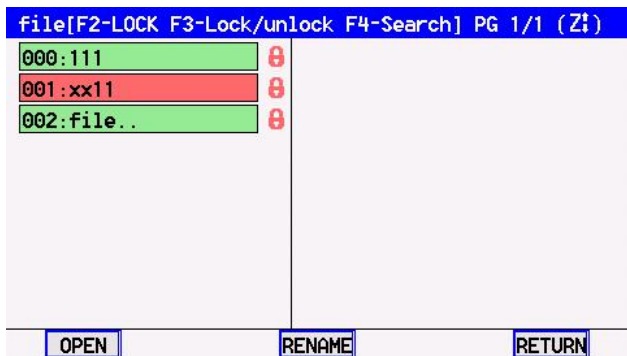 file[F2-LOCK F3-Lock/unlock F4-Search] PG 1/1 (Z↕)
000:111
001:xx11
002:file..
OPEN RENAME RETURN